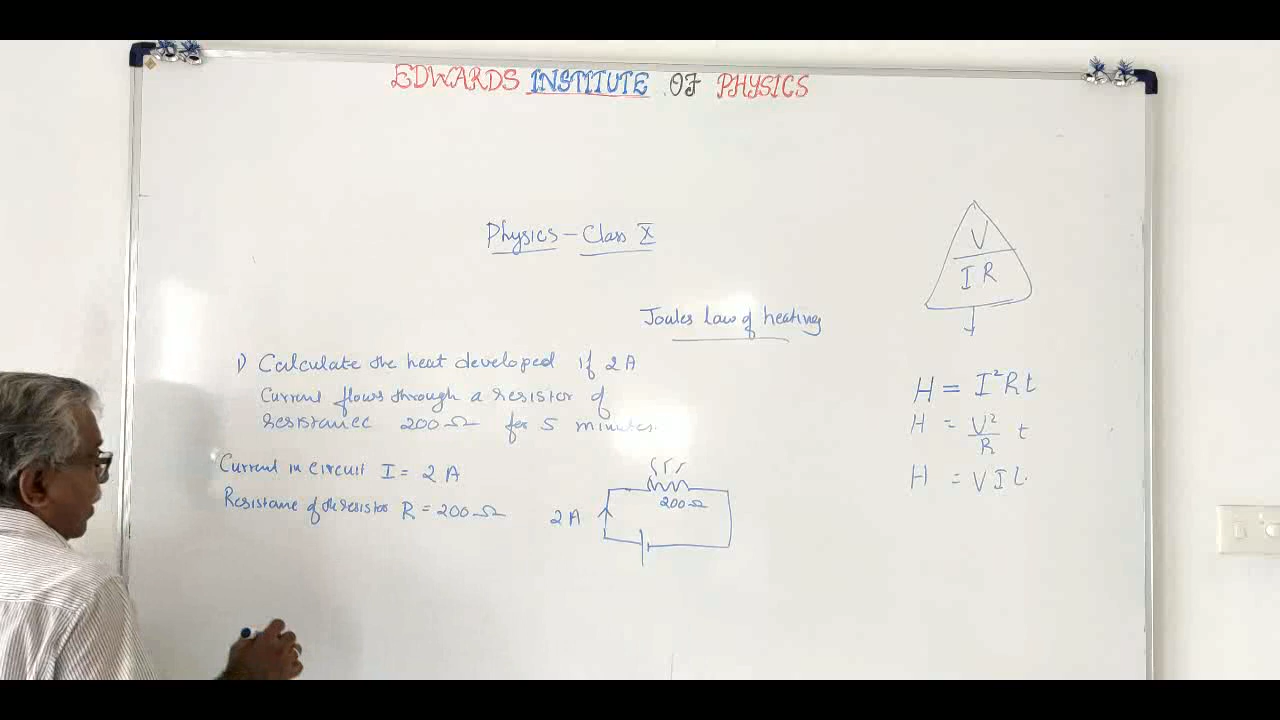 EDWARDS INSTITUTE OF PHYSICS
Physics - Class X
V
I R
Joules Law of heating
1) Calculate the heat developed if 2 A
Current flows through a resistor of
resistance 200 Ω for 5 minutes.
Current in circuit I = 2 A
Resistance of the resistor R = 200 Ω
2 A
200 Ω
H = I²Rt
H = V²/R t
H = VIt